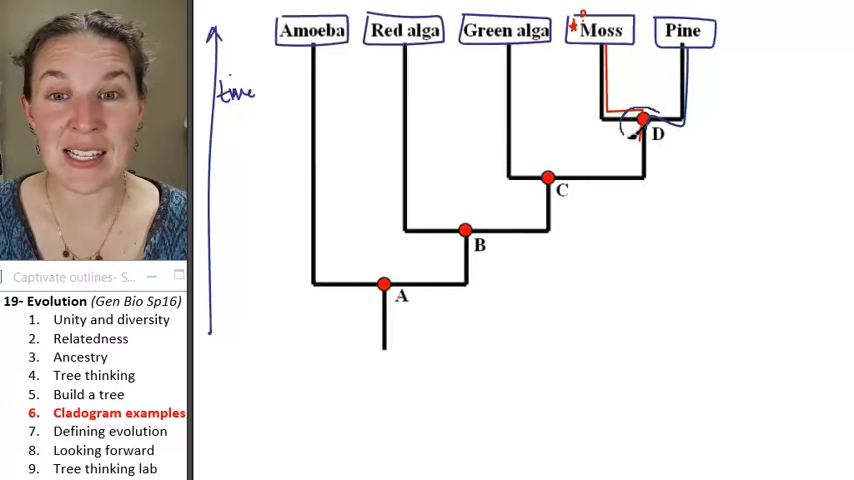 Amoeba Red alga Green alga Moss Pine
time
D
C
B
A
Captivate outlines- S...
19- Evolution (Gen Bio Sp16)
1. Unity and diversity
2. Relatedness
3. Ancestry
4. Tree thinking
5. Build a tree
6. Cladogram examples
7. Defining evolution
8. Looking forward
9. Tree thinking lab